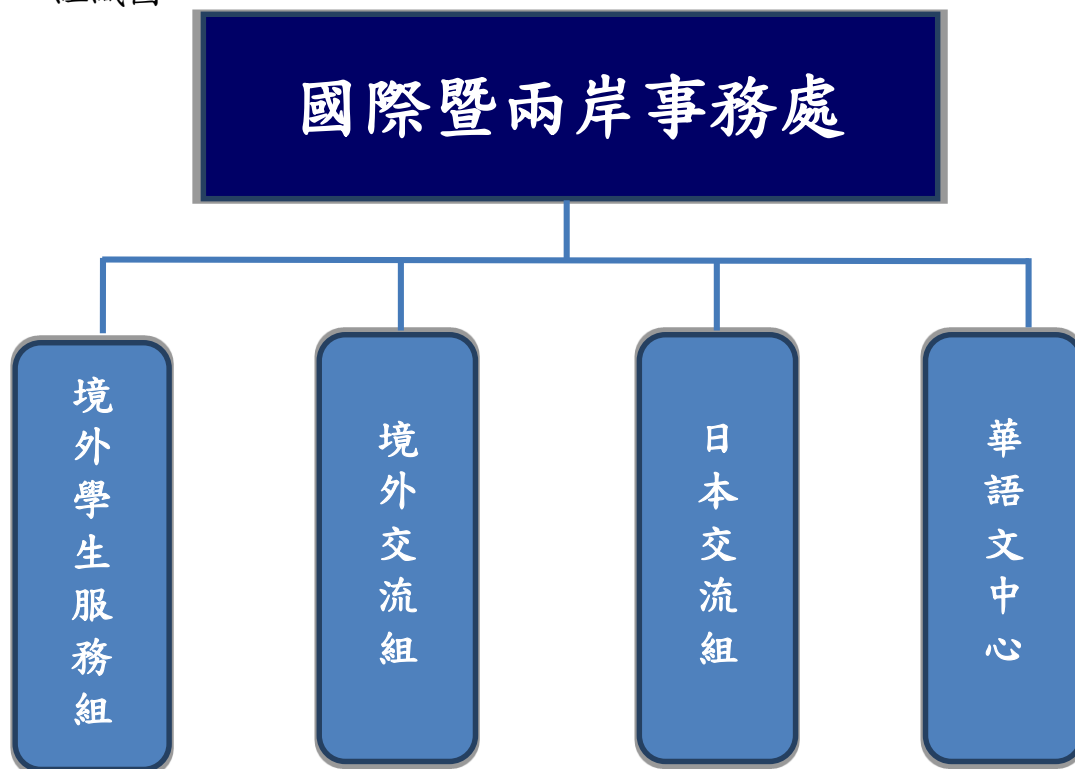 國際暨兩岸事務處
境外學生服務組
境外交流組
日本交流組
華語文中心